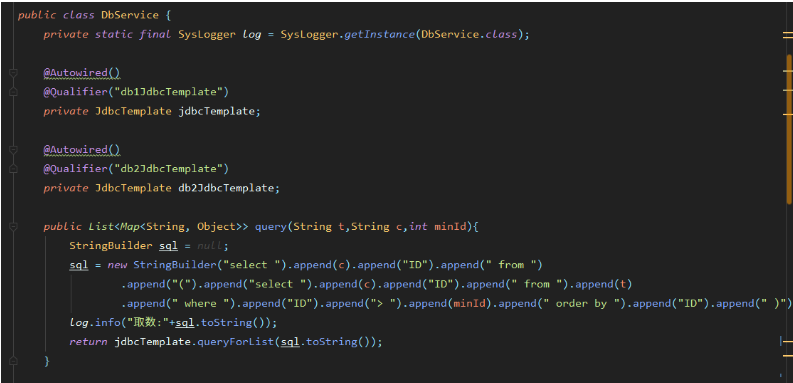 public class DbService {
private static final SysLogger log = SysLogger.getInstance(DbService.class);
@Autowired()
@Qualifier("db1JdbcTemplate")
private JdbcTemplate jdbcTemplate;
@Autowired()
@Qualifier("db2JdbcTemplate")
private JdbcTemplate db2JdbcTemplate;
public List<Map<String, Object>> query(String t,String c,int minId){
StringBuilder sql = null;
sql = new StringBuilder("select ").append(c).append("ID").append(" from ")
.append("(").append("select ").append(c).append("ID").append(" from ").append(t)
.append(" where ").append("ID").append("> ").append(minId).append(" order by ").append("ID").append(" )")
log.info("取数:"+sql.toString());
return jdbcTemplate.queryForList(sql.toString());
}